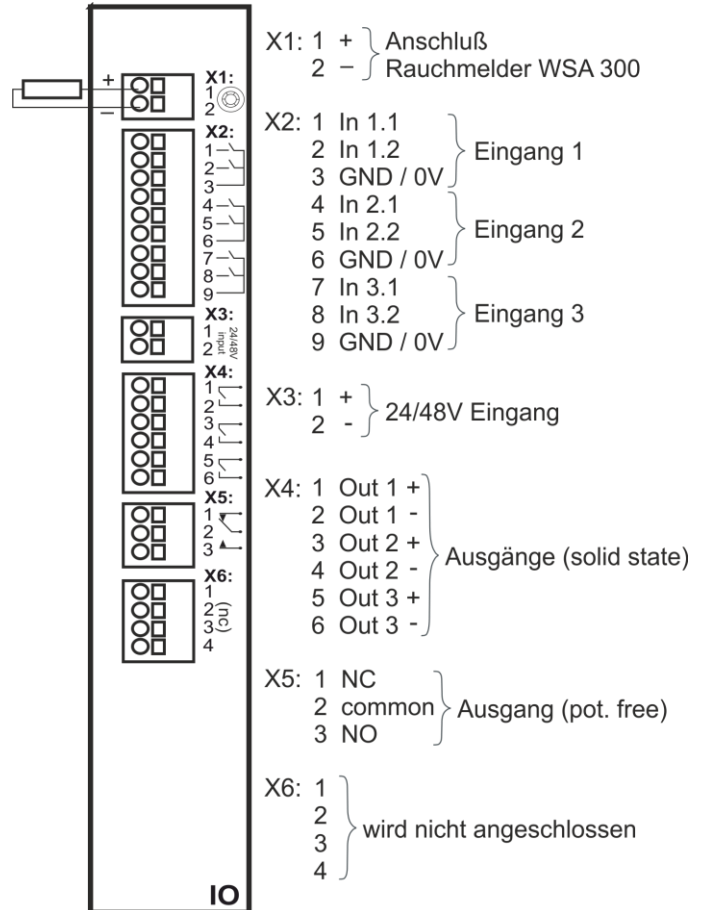 +
–
X1:
1
2
X2:
1
2
3
4
5
6
7
8
9
X3:
1
2
24/48V
input
X4:
1
2
3
4
5
6
X5:
1
2
3
X6:
1
2
3
4
(nc)
IO
X1: 1 + Anschluß
2 – Rauchmelder WSA 300
X2: 1 In 1.1
2 In 1.2 Eingang 1
3 GND / 0V
4 In 2.1
5 In 2.2 Eingang 2
6 GND / 0V
7 In 3.1
8 In 3.2 Eingang 3
9 GND / 0V
X3: 1 +
2 - 24/48V Eingang
X4: 1 Out 1 +
2 Out 1 -
3 Out 2 +
4 Out 2 - Ausgänge (solid state)
5 Out 3 +
6 Out 3 -
X5: 1 NC
2 common Ausgang (pot. free)
3 NO
X6: 1
2
3 wird nicht angeschlossen
4